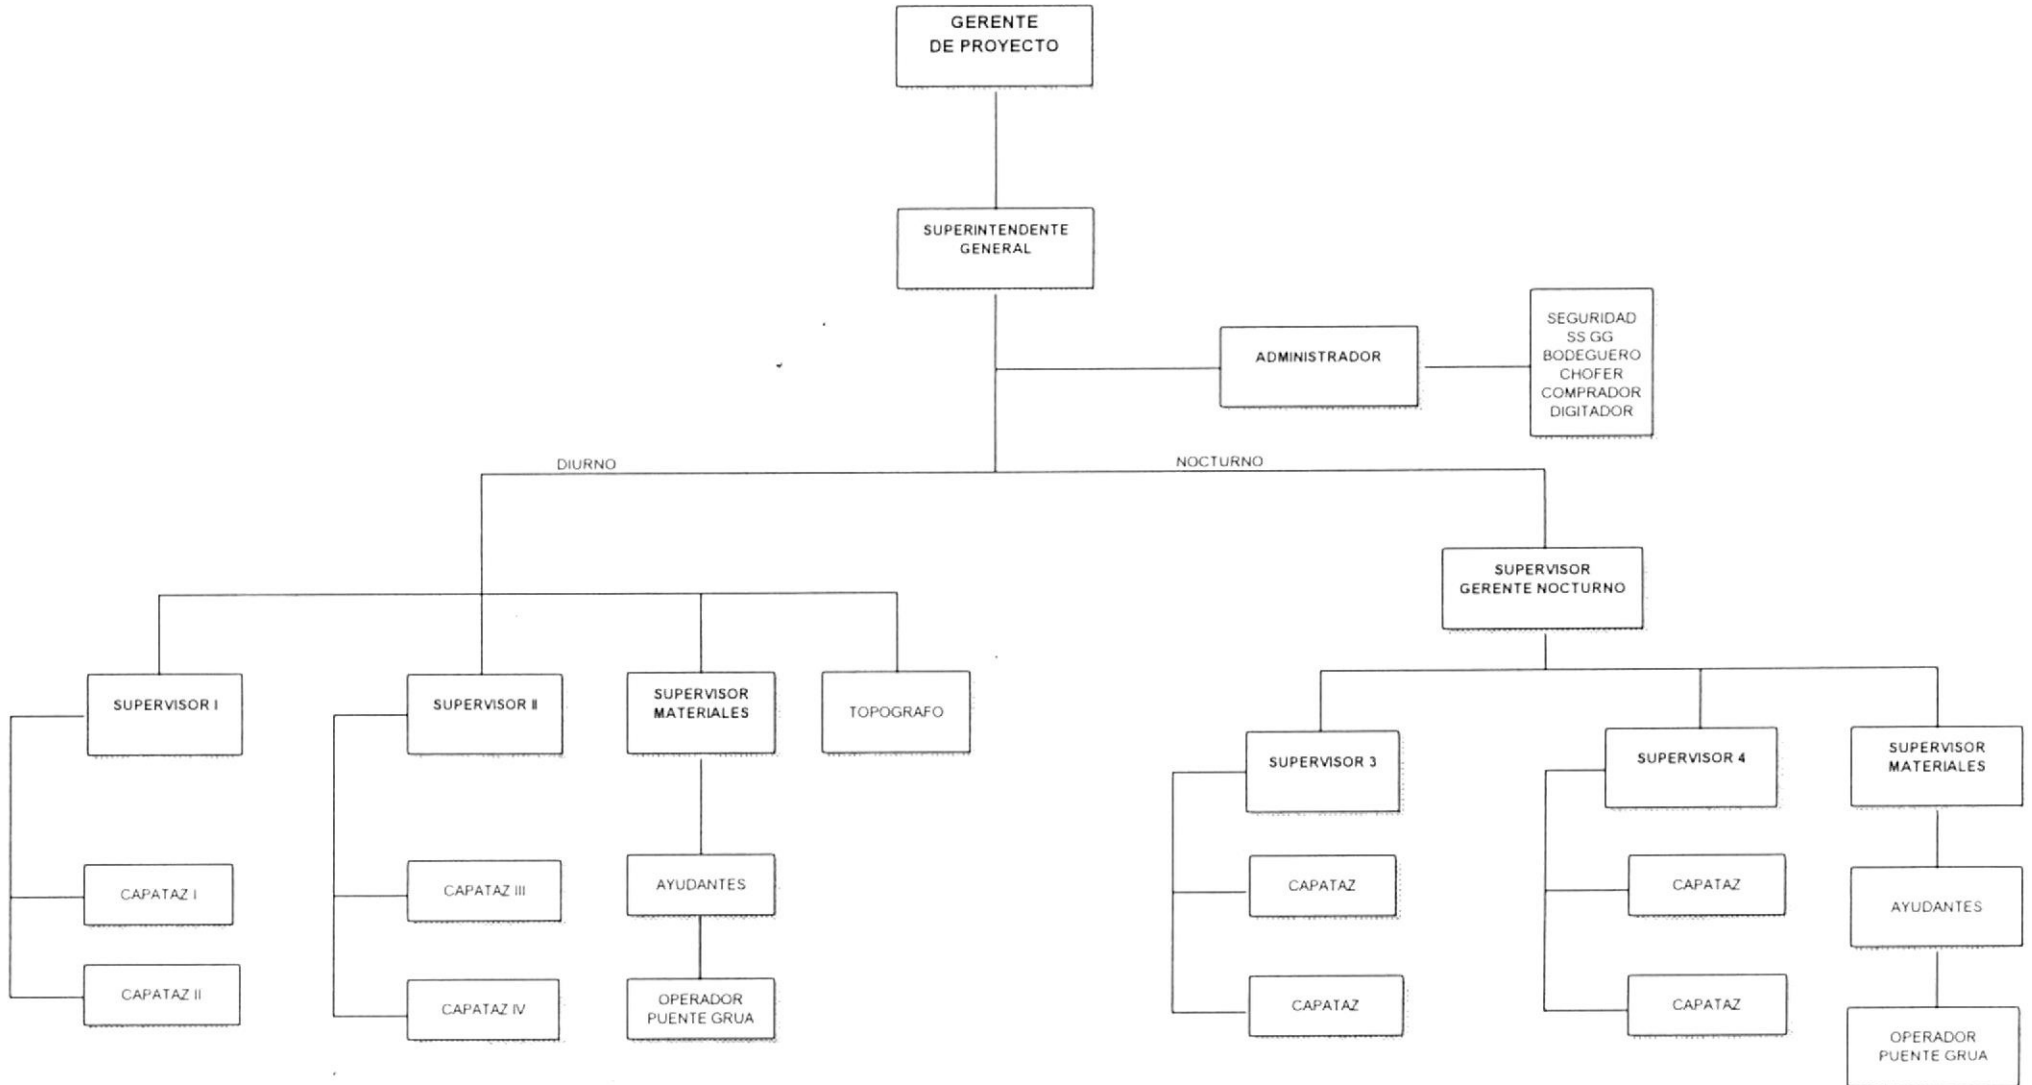 GERENTE
DE PROYECTO
SUPERINTENDENTE
GENERAL
ADMINISTRADOR
SEGURIDAD
SS GG
BODEGUERO
CHOFER
COMPRADOR
DIGITADOR
DIURNO
NOCTURNO
SUPERVISOR
GERENTE NOCTURNO
SUPERVISOR I
SUPERVISOR II
SUPERVISOR
MATERIALES
TOPOGRAFO
SUPERVISOR 3
SUPERVISOR 4
SUPERVISOR
MATERIALES
CAPATAZ I
CAPATAZ III
AYUDANTES
CAPATAZ
CAPATAZ
AYUDANTES
CAPATAZ II
CAPATAZ IV
OPERADOR
PUENTE GRUA
CAPATAZ
CAPATAZ
OPERADOR
PUENTE GRUA